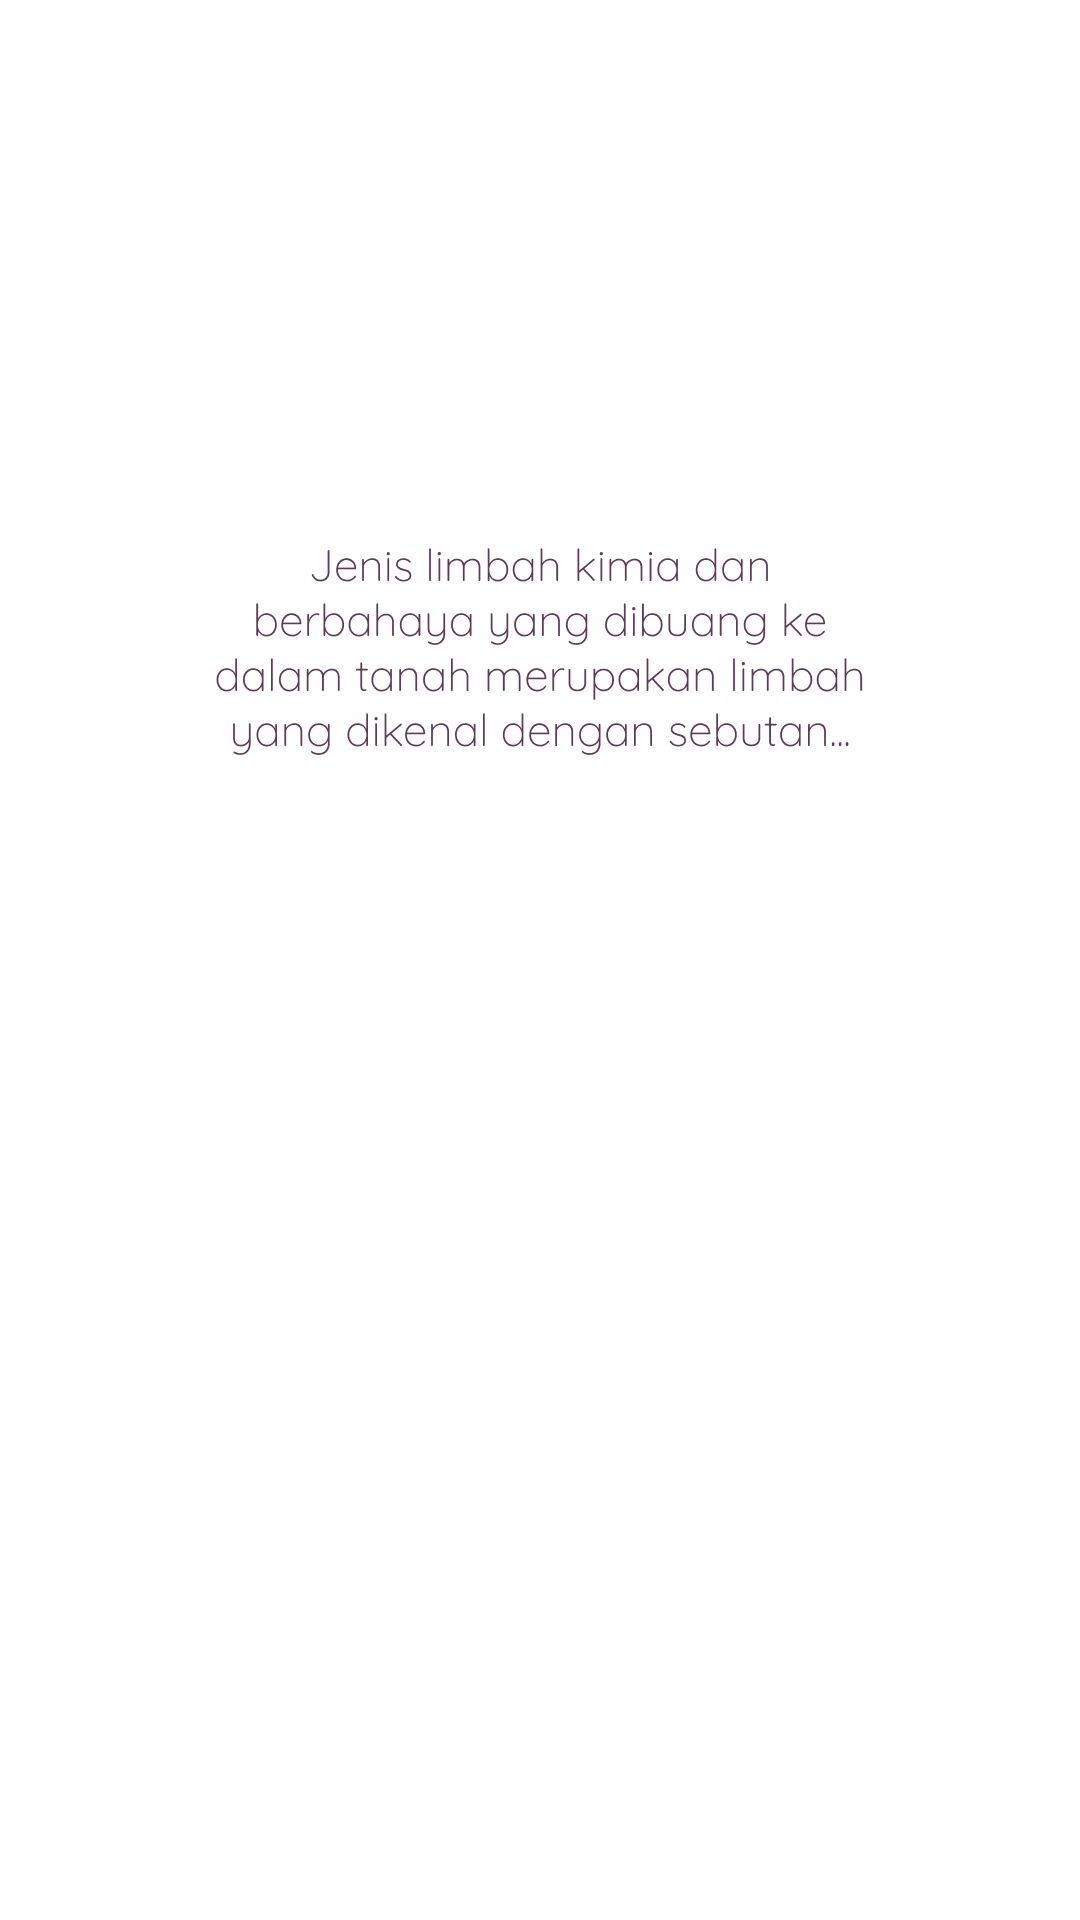 Jenis limbah kimia dan
berbahaya yang dibuang ke
dalam tanah merupakan limbah
yang dikenal dengan sebutan...